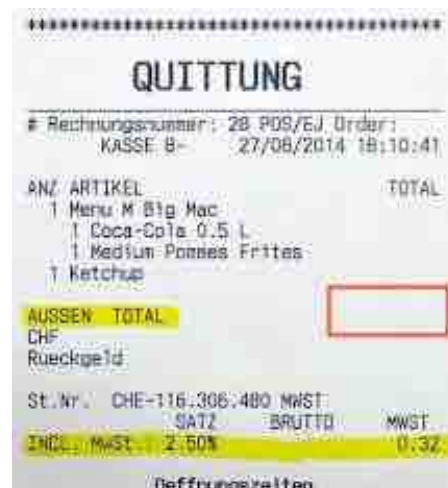 *****************************************
QUITTUNG
# Rechnungsnummer: 28 POS/EJ Order:
KASSE 8- 27/08/2014 18:10:41
ANZ ARTIKEL TOTAL
1 Menu M Big Mac
1 Coca-Cola 0.5 L
1 Medium Pommes Frites
1 Ketchup
AUSSEN TOTAL
CHF
Rueckgeld
St.Nr. CHE-116.306.480 MWST
SATZ BRUTTO MWST
INCL. MwSt. 2.50% 0.32
Oeffnungszeiten